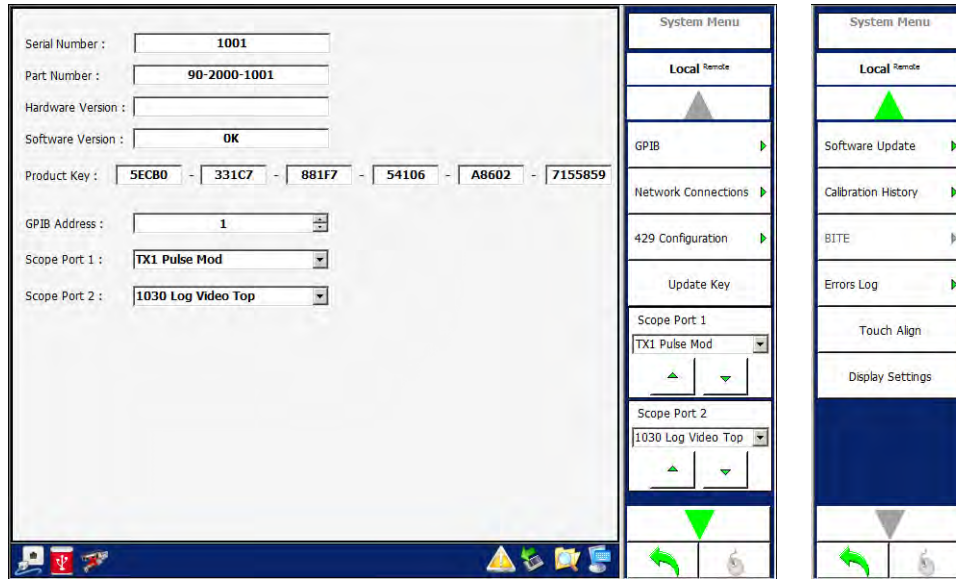 Serial Number : 1001
Part Number : 90-2000-1001
Hardware Version :
Software Version : OK
Product Key : 5ECB0 - 331C7 - 881F7 - 54106 - A8602 - 7155859
GPIB Address : 1
Scope Port 1 : TX1 Pulse Mod
Scope Port 2 : 1030 Log Video Top
System Menu
Local Remote
GPIB
Network Connections
429 Configuration
Update Key
Scope Port 1
TX1 Pulse Mod
Scope Port 2
1030 Log Video Top
System Menu
Local Remote
Software Update
Calibration History
BITE
Errors Log
Touch Align
Display Settings